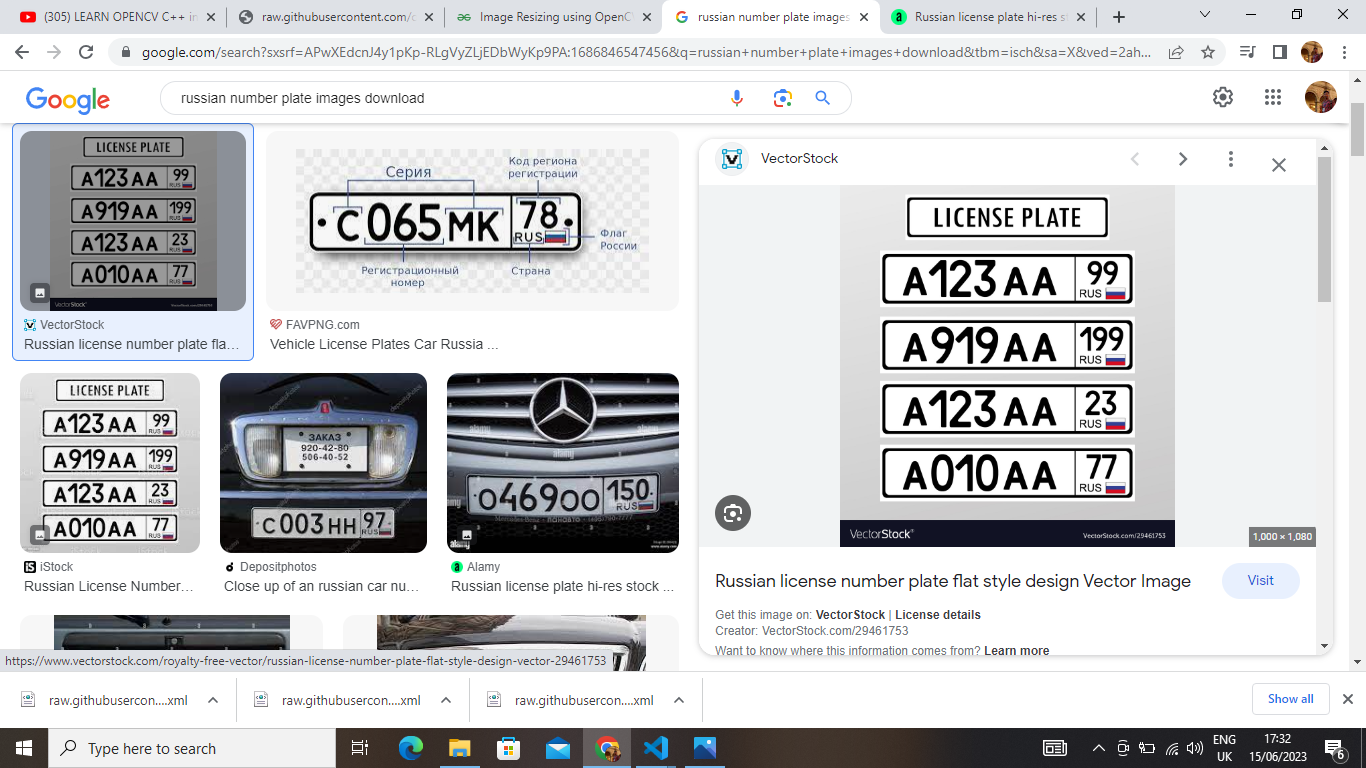 (305) LEARN OPENCV C++ in
raw.githubusercontent.com/o
Image Resizing using OpenC
russian number plate images
Russian license plate hi-res st
google.com/search?sxsrf=APwXEdcnJ4y1pKp-RLgVyZLjEDbWyKp9PA:1686846547456&q=russian+number+plate+images+download&tbm=isch&sa=X&ved=2ah...
Google
russian number plate images download
LICENSE PLATE
A123AA 99 RUS
A919AA 199 RUS
A123AA 23 RUS
A010AA 77 RUS
VectorStock
VectorStock
Russian license number plate fla...
Серия
Код региона
регистрации
С065МК 78 RUS
Флаг
России
Регистрационный
номер
Страна
FAVPNG.com
Vehicle License Plates Car Russia ...
LICENSE PLATE
A123AA 99 RUS
A919AA 199 RUS
A123AA 23 RUS
A010AA 77 RUS
iStock
Russian License Number...
ЗАКАЗ
920-42-80
506-40-52
С003НН 97 RUS
Depositphotos
Close up of an russian car nu...
О469ОО 150 RUS
alamy
Alamy
Russian license plate hi-res stock ...
VectorStock
LICENSE PLATE
A123AA 99 RUS
A919AA 199 RUS
A123AA 23 RUS
A010AA 77 RUS
VectorStock®
VectorStock.com/29461753
1,000 × 1,080
Russian license number plate flat style design Vector Image
Visit
Get this image on: VectorStock | License details
Creator: VectorStock.com/29461753
Want to know where this information comes from? Learn more
https://www.vectorstock.com/royalty-free-vector/russian-license-number-plate-flat-style-design-vector-29461753
raw.githubusercon....xml
raw.githubusercon....xml
raw.githubusercon....xml
Show all
Type here to search
ENG
UK
17:32
15/06/2023
6